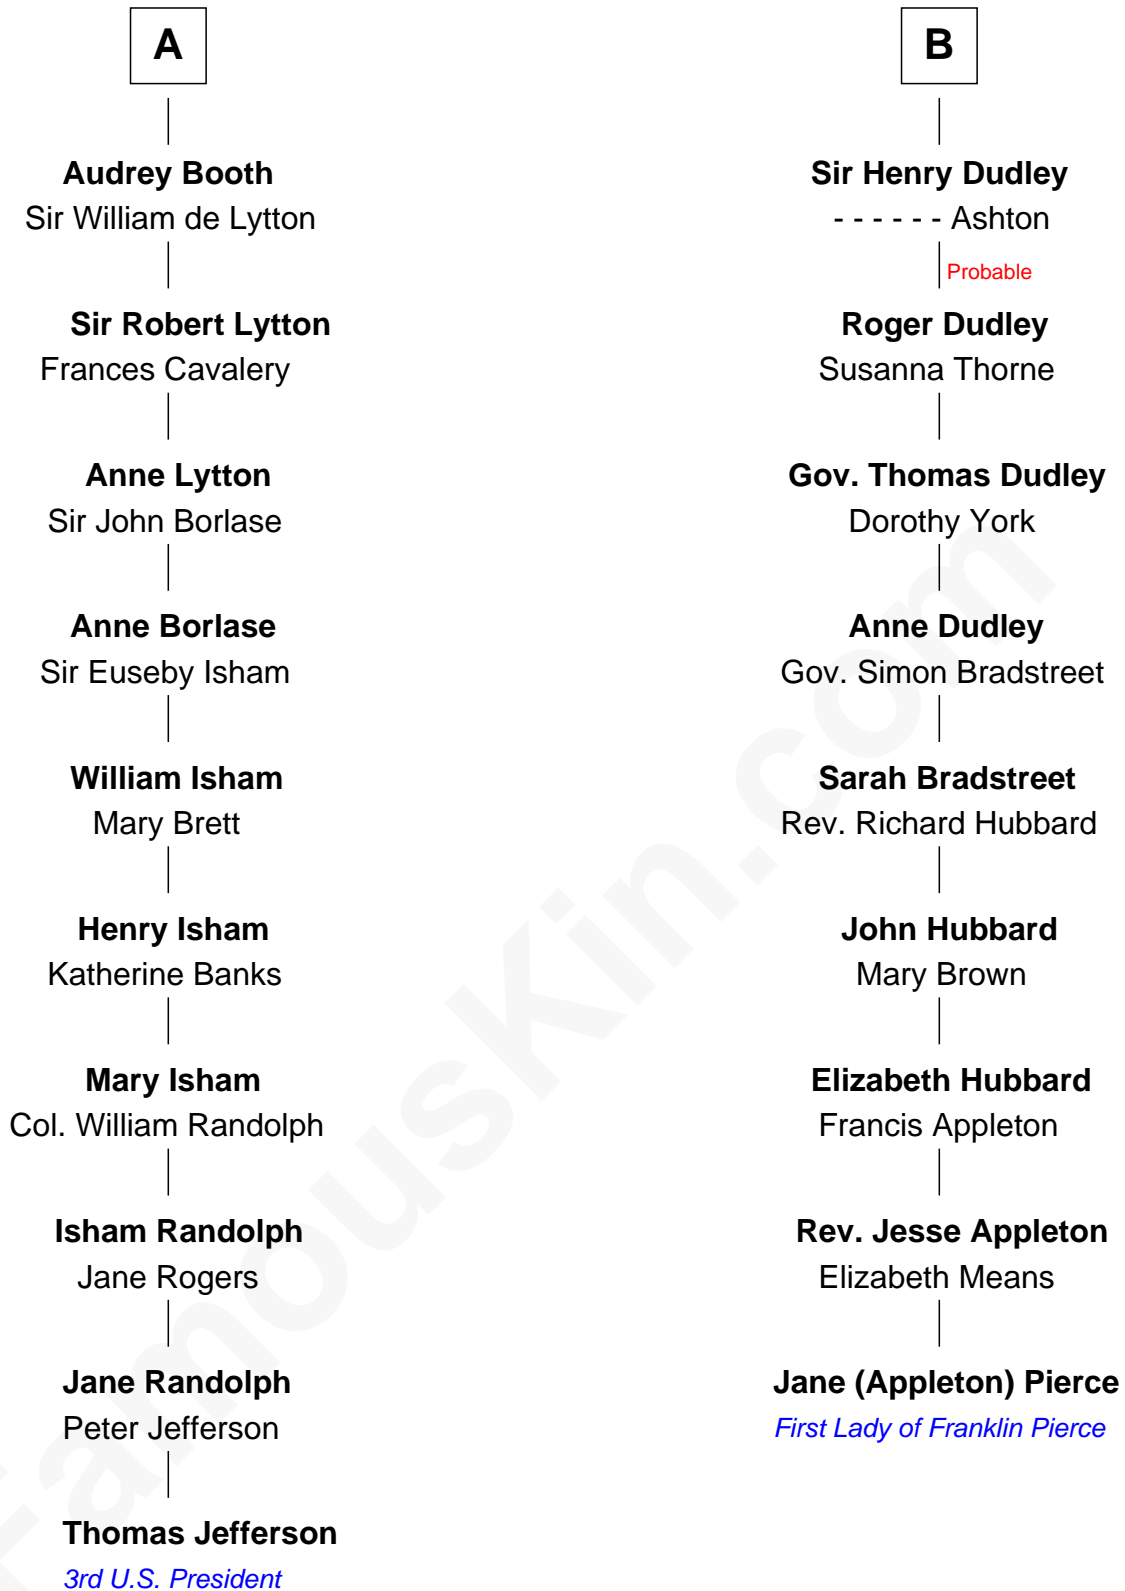 A
Audrey Booth
Sir William de Lytton
Sir Robert Lytton
Frances Cavalery
Anne Lytton
Sir John Borlase
Anne Borlase
Sir Euseby Isham
William Isham
Mary Brett
Henry Isham
Katherine Banks
Mary Isham
Col. William Randolph
Isham Randolph
Jane Rogers
Jane Randolph
Peter Jefferson
Thomas Jefferson
3rd U.S. President
B
Sir Henry Dudley
- - - - - - Ashton
Probable
Roger Dudley
Susanna Thorne
Gov. Thomas Dudley
Dorothy York
Anne Dudley
Gov. Simon Bradstreet
Sarah Bradstreet
Rev. Richard Hubbard
John Hubbard
Mary Brown
Elizabeth Hubbard
Francis Appleton
Rev. Jesse Appleton
Elizabeth Means
Jane (Appleton) Pierce
First Lady of Franklin Pierce
FamousKin.com